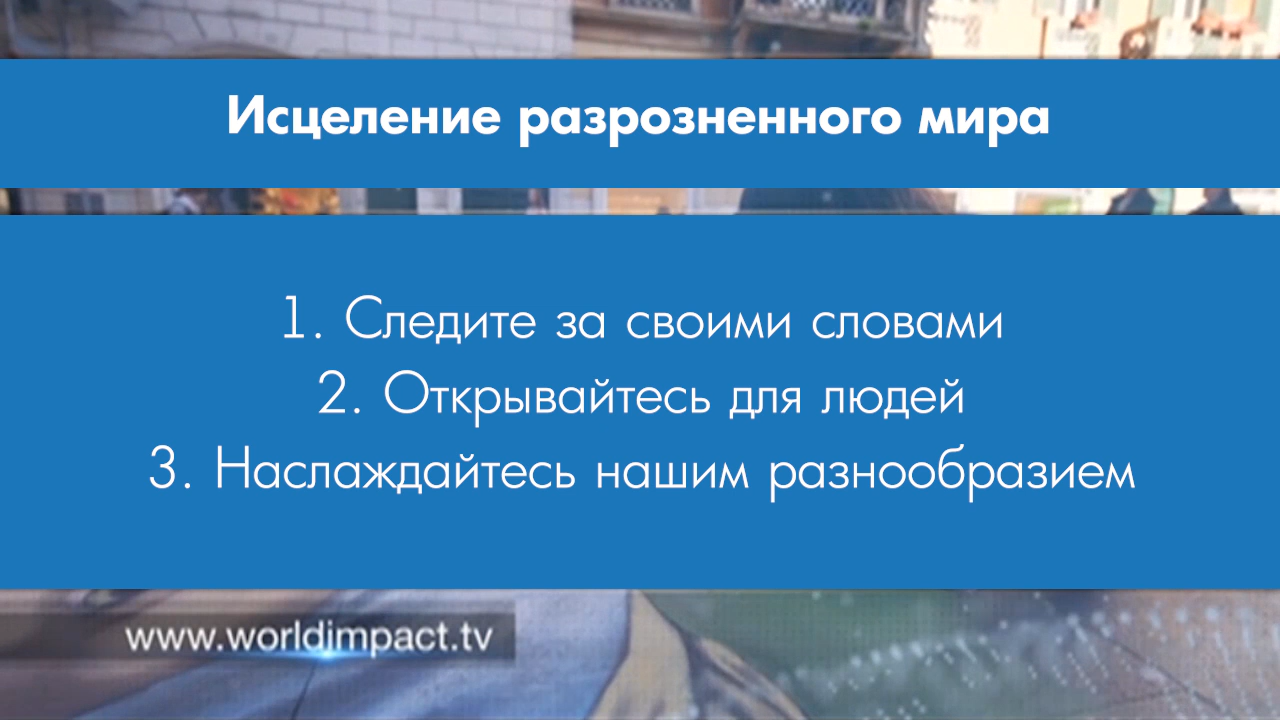 Исцеление разрозненного мира
1. Следите за своими словами
2. Открывайтесь для людей
3. Наслаждайтесь нашим разнообразием
www.worldimpact.tv